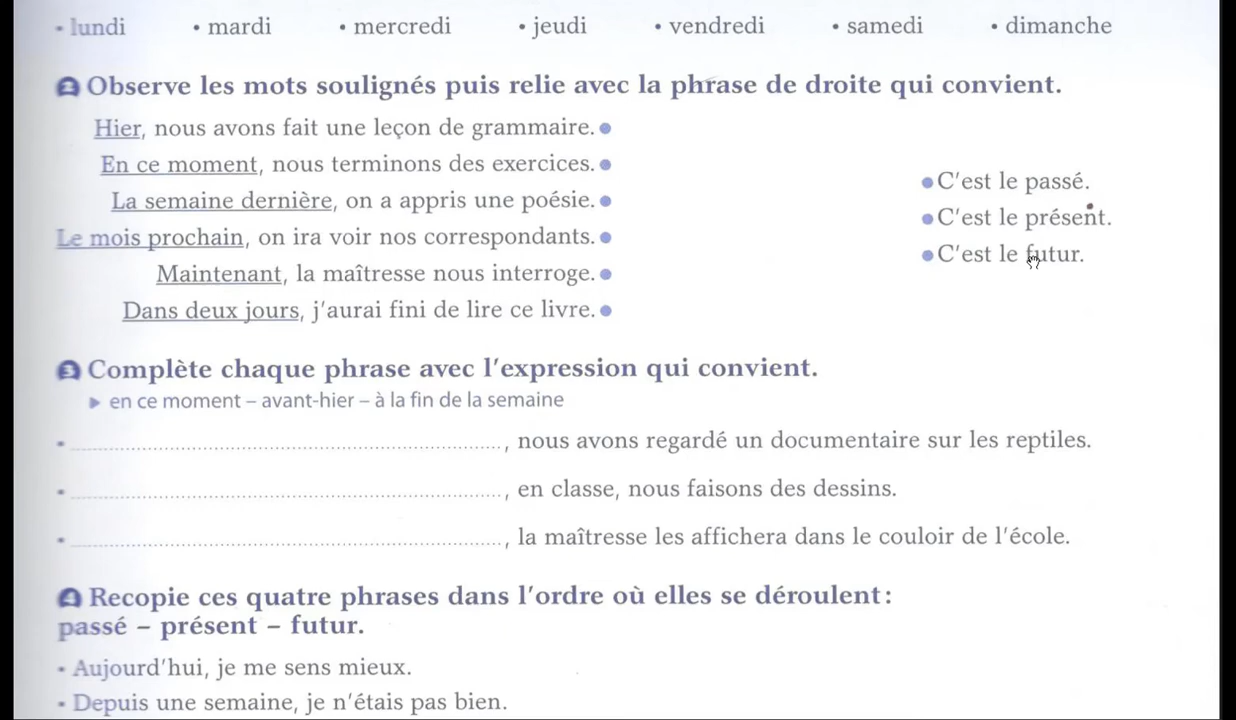 • lundi • mardi • mercredi • jeudi • vendredi • samedi • dimanche
2 Observe les mots soulignés puis relie avec la phrase de droite qui convient.
Hier, nous avons fait une leçon de grammaire. •
En ce moment, nous terminons des exercices. •
La semaine dernière, on a appris une poésie. •
Le mois prochain, on ira voir nos correspondants. •
Maintenant, la maîtresse nous interroge. •
Dans deux jours, j'aurai fini de lire ce livre. •
• C'est le passé.
• C'est le présent.
• C'est le futur.
3 Complète chaque phrase avec l'expression qui convient.
▶ en ce moment – avant-hier – à la fin de la semaine
• ........................................, nous avons regardé un documentaire sur les reptiles.
• ........................................, en classe, nous faisons des dessins.
• ........................................, la maîtresse les affichera dans le couloir de l'école.
4 Recopie ces quatre phrases dans l'ordre où elles se déroulent :
passé – présent – futur.
• Aujourd'hui, je me sens mieux.
• Depuis une semaine, je n'étais pas bien.